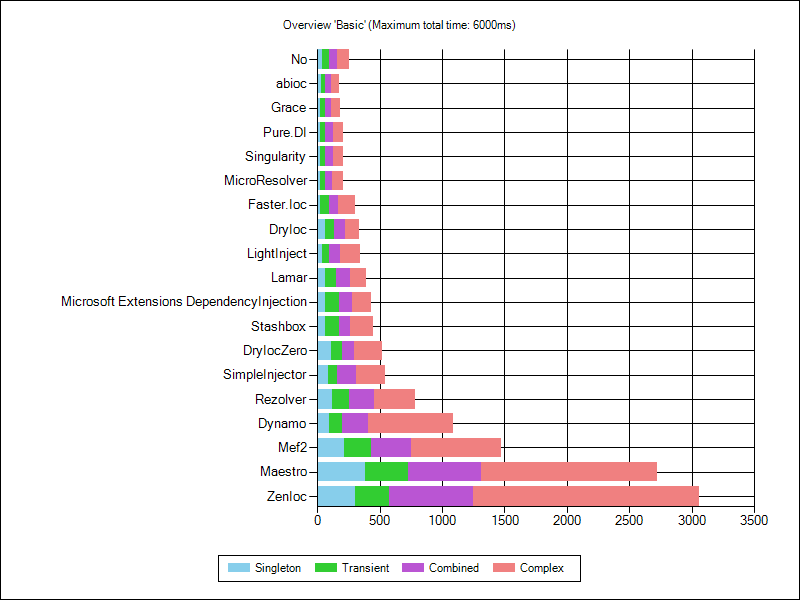 Overview 'Basic' (Maximum total time: 6000ms)
No
abioc
Grace
Pure.DI
Singularity
MicroResolver
Faster.Ioc
DryIoc
LightInject
Lamar
Microsoft Extensions DependencyInjection
Stashbox
DryIocZero
SimpleInjector
Rezolver
Dynamo
Mef2
Maestro
ZenIoc
0 500 1000 1500 2000 2500 3000 3500
Singleton Transient Combined Complex